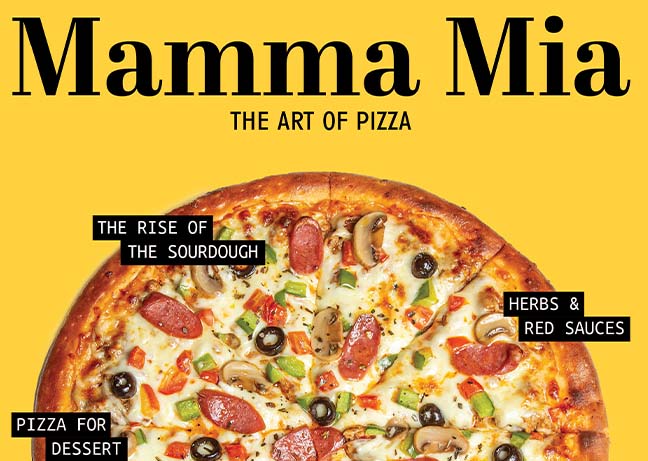 Mamma Mia
THE ART OF PIZZA
THE RISE OF
THE SOURDOUGH
HERBS &
RED SAUCES
PIZZA FOR
DESSERT